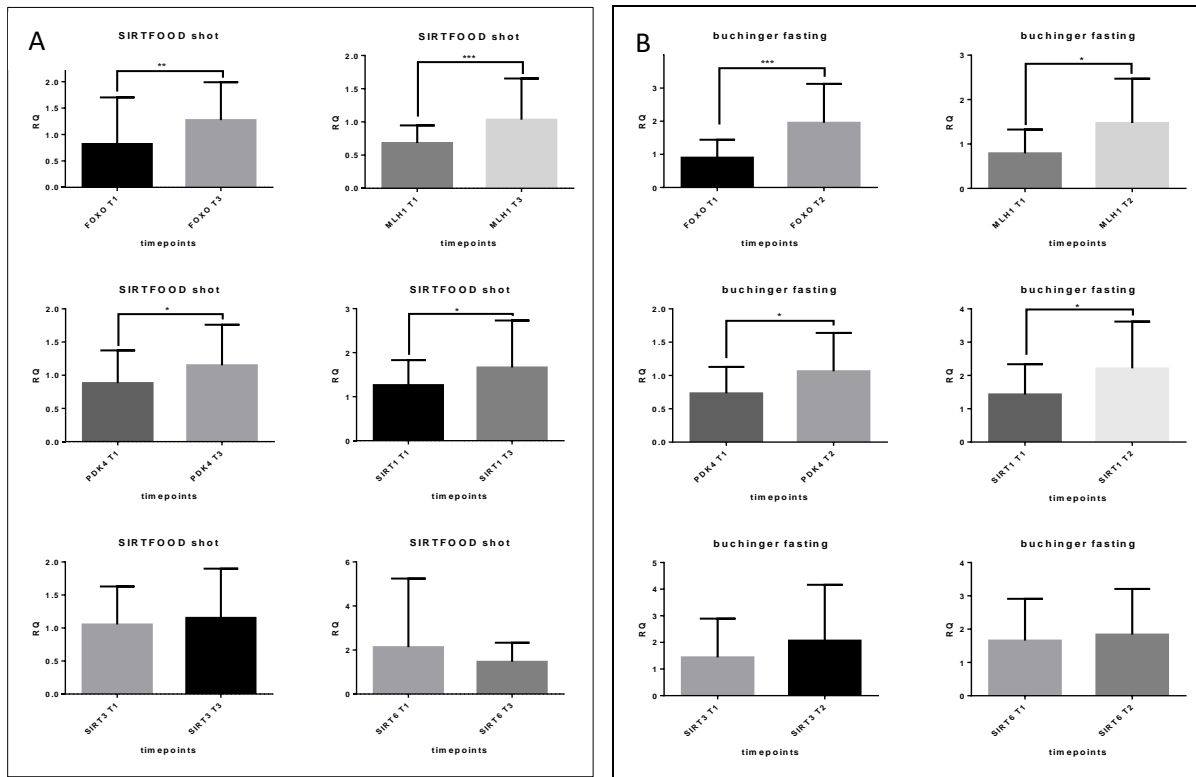 A
SIRTFOOD shot
**
2.0
1.5
1.0
0.5
0.0
RQ
FOXO T1
FOXO T3
timepoints
SIRTFOOD shot
***
2.0
1.5
1.0
0.5
0.0
RQ
MLH1 T1
MLH1 T3
timepoints
SIRTFOOD shot
*
2.0
1.5
1.0
0.5
0.0
RQ
PDK4 T1
PDK4 T3
timepoints
SIRTFOOD shot
*
3
2
1
0
RQ
SIRT1 T1
SIRT1 T3
timepoints
SIRTFOOD shot
2.0
1.5
1.0
0.5
0.0
RQ
SIRT3 T1
SIRT3 T3
timepoints
SIRTFOOD shot
6
4
2
0
RQ
SIRT6 T1
SIRT6 T3
timepoints
B
buchinger fasting
***
3
2
1
0
RQ
FOXO T1
FOXO T2
timepoints
buchinger fasting
*
3
2
1
0
RQ
MLH1 T1
MLH1 T2
timepoints
buchinger fasting
*
2.0
1.5
1.0
0.5
0.0
RQ
PDK4 T1
PDK4 T2
timepoints
buchinger fasting
*
4
3
2
1
0
RQ
SIRT1 T1
SIRT1 T2
timepoints
buchinger fasting
5
4
3
2
1
0
RQ
SIRT3 T1
SIRT3 T2
timepoints
buchinger fasting
4
3
2
1
0
RQ
SIRT6 T1
SIRT6 T2
timepoints